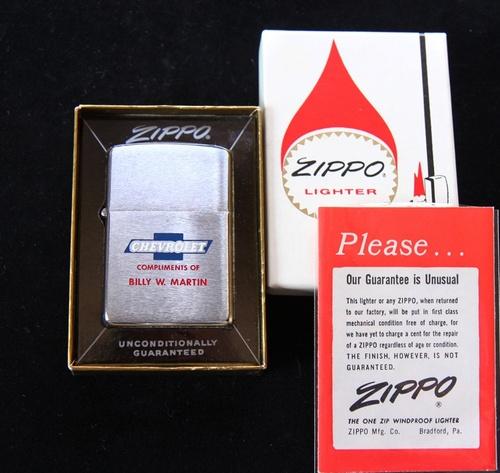 ZIPPO®
CHEVROLET
COMPLIMENTS OF
BILLY W. MARTIN
UNCONDITIONALLY
GUARANTEED
ZIPPO®
LIGHTER
Please...
Our Guarantee is Unusual
This lighter or any ZIPPO, when returned
to our factory, will be put in first class
mechanical condition free of charge, for
we have yet to charge a cent for the repair
of a ZIPPO regardless of age or condition.
THE FINISH, HOWEVER, IS NOT
GUARANTEED.
ZIPPO®
THE ONE ZIP WINDPROOF LIGHTER
ZIPPO Mfg. Co. Bradford, Pa.